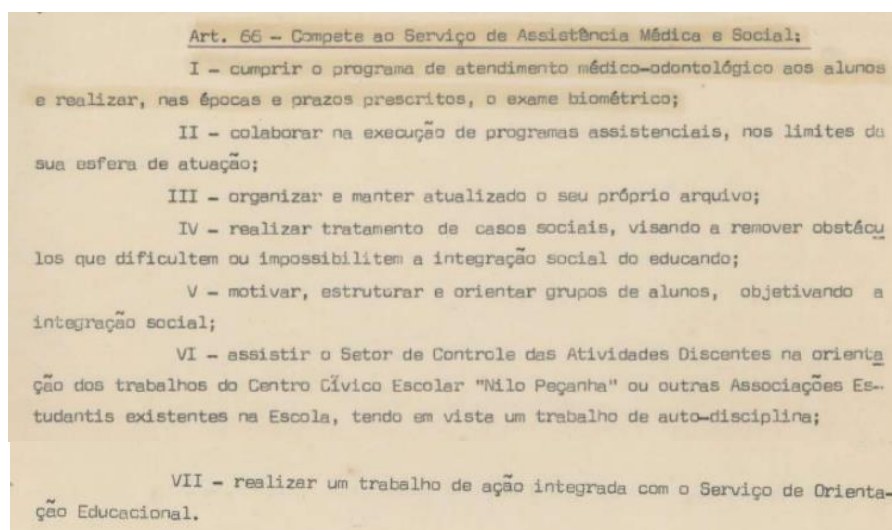 Art. 66 - Compete ao Serviço de Assistência Médica e Social:
I - cumprir o programa de atendimento médico-odontológico aos alunos
e realizar, nas épocas e prazos prescritos, o exame biométrico;
II - colaborar na execução de programas assistenciais, nos limites da
sua esfera de atuação;
III - organizar e manter atualizado o seu próprio arquivo;
IV - realizar tratamento de casos sociais, visando a remover obstácu
los que dificultem ou impossibilitem a integração social do educando;
V - motivar, estruturar e orientar grupos de alunos, objetivando a
integração social;
VI - assistir o Setor de Controle das Atividades Discentes na orienta
ção dos trabalhos do Centro Cívico Escolar "Nilo Peçanha" ou outras Associações Es-
tudantis existentes na Escola, tendo em vista um trabalho de auto-disciplina;
VII - realizar um trabalho de ação integrada com o Serviço de Orienta-
ção Educacional.